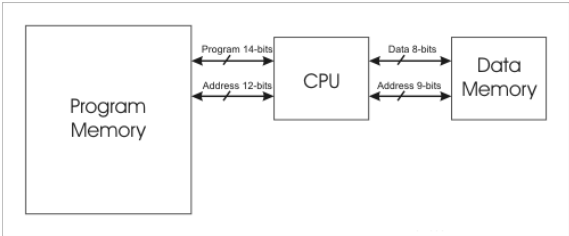 Program 14-bits
Data 8-bits
Address 12-bits
Address 9-bits
Program
Memory
CPU
Data
Memory